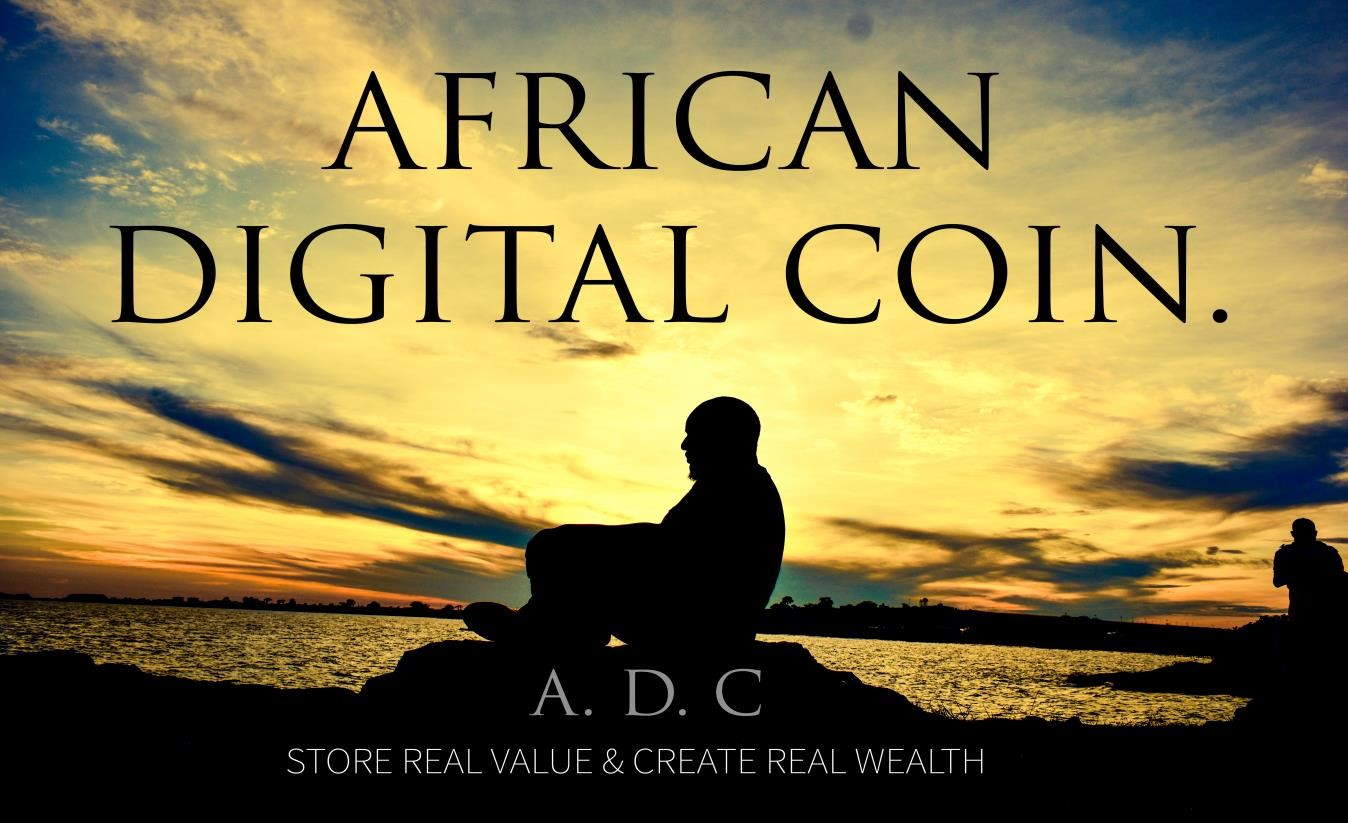 AFRICAN
DIGITAL COIN.
A. D. C
STORE REAL VALUE & CREATE REAL WEALTH